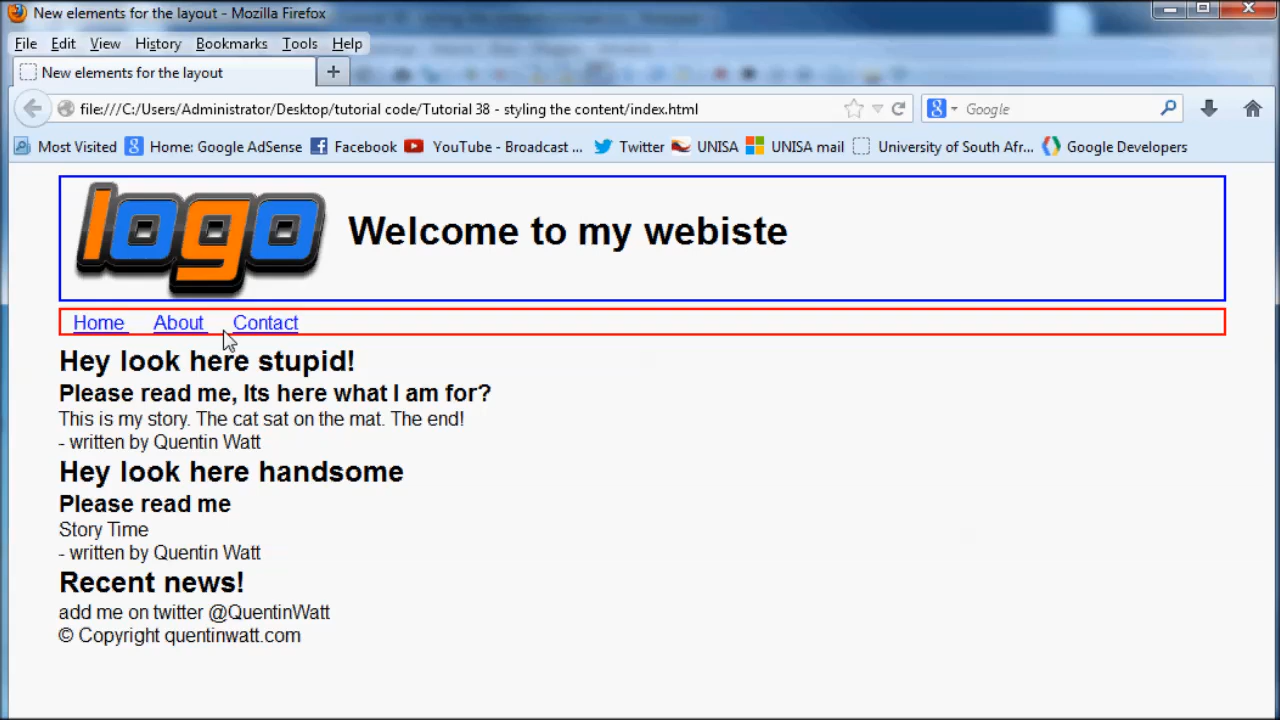 New elements for the layout - Mozilla Firefox
File Edit View History Bookmarks Tools Help
New elements for the layout +
file:///C:/Users/Administrator/Desktop/tutorial code/Tutorial 38 - styling the content/index.html Google
Most Visited Home: Google AdSense Facebook YouTube - Broadcast ... Twitter UNISA UNISA mail University of South Afr... Google Developers
logo Welcome to my webiste
Home About Contact
Hey look here stupid!
Please read me, Its here what I am for?
This is my story. The cat sat on the mat. The end!
- written by Quentin Watt
Hey look here handsome
Please read me
Story Time
- written by Quentin Watt
Recent news!
add me on twitter @QuentinWatt
© Copyright quentinwatt.com